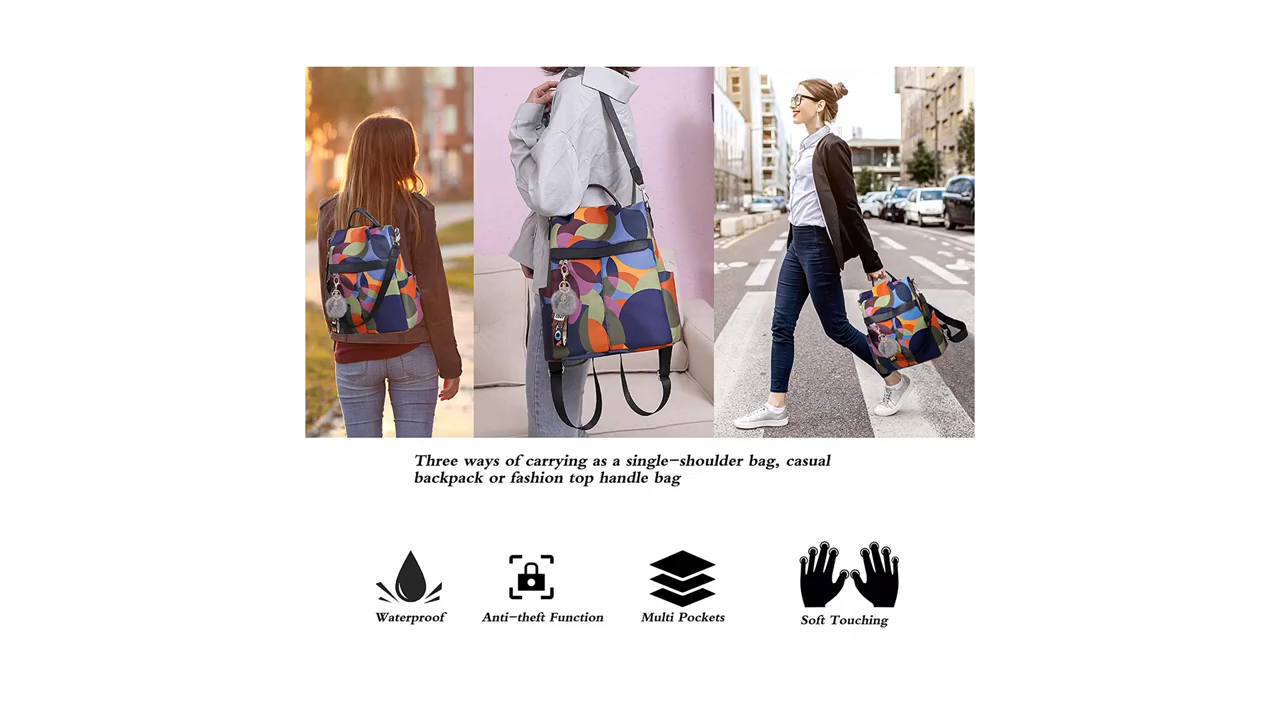 Three ways of carrying as a single-shoulder bag, casual
backpack or fashion top handle bag
Waterproof
Anti-theft Function
Multi Pockets
Soft Touching